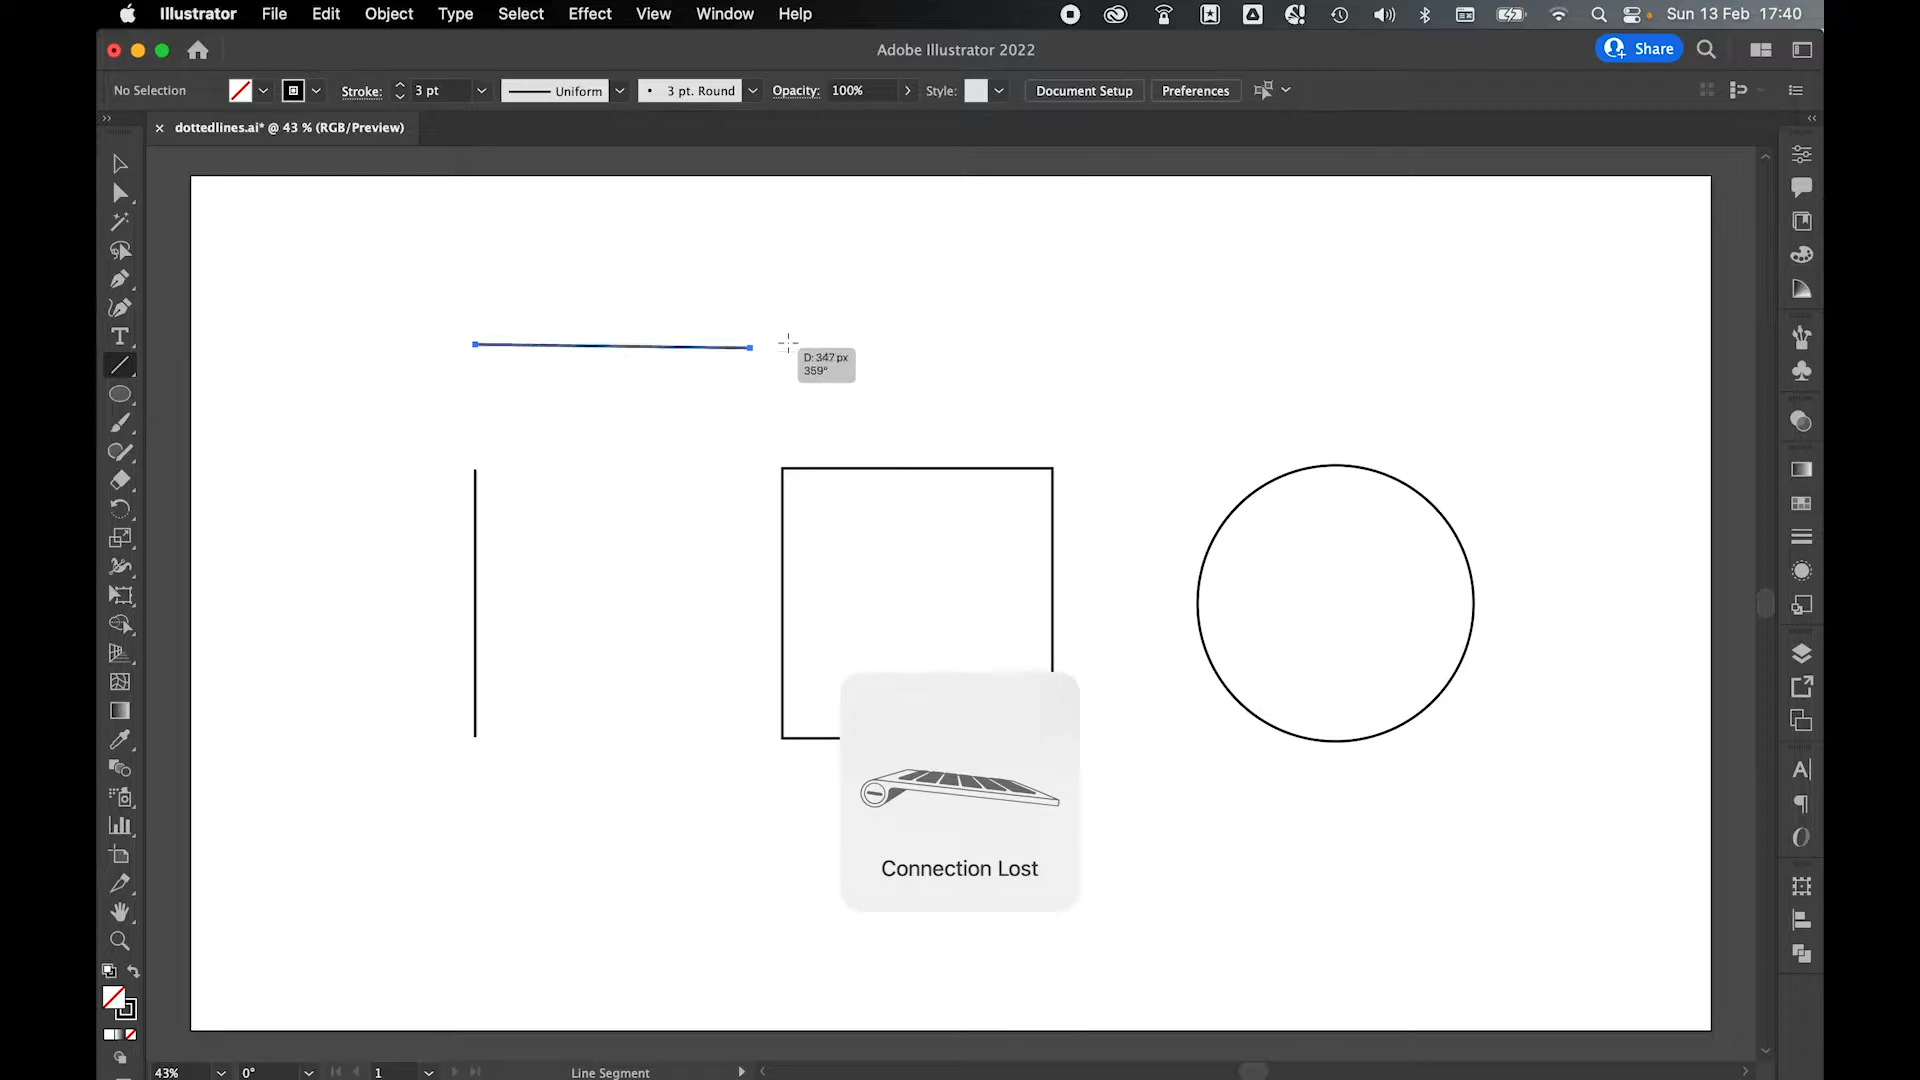 Illustrator File Edit Object Type Select Effect View Window Help Sun 13 Feb 17:40
Adobe Illustrator 2022
Share
No Selection Stroke: 3 pt Uniform 3 pt. Round Opacity: 100% Style: Document Setup Preferences
dottedlines.ai* @ 43 % (RGB/Preview)
D: 347 px
359°
Connection Lost
43% 0° 1 Line Segment